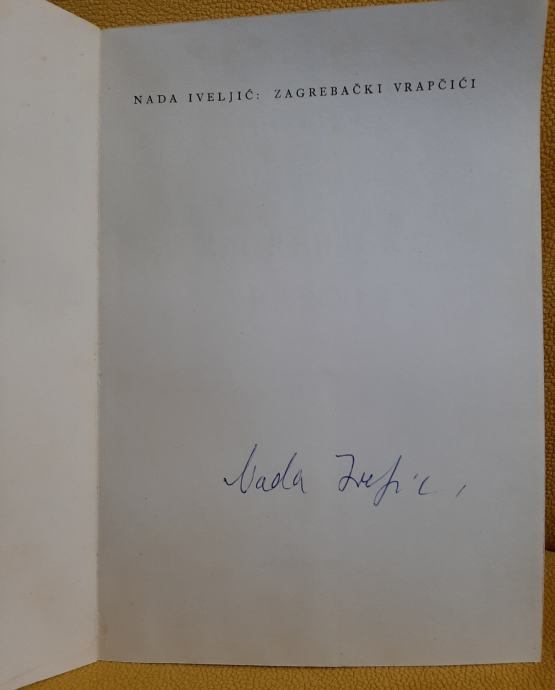 NADA IVELJIĆ: ZAGREBAČKI VRAPČIĆI
Nada Iveljić